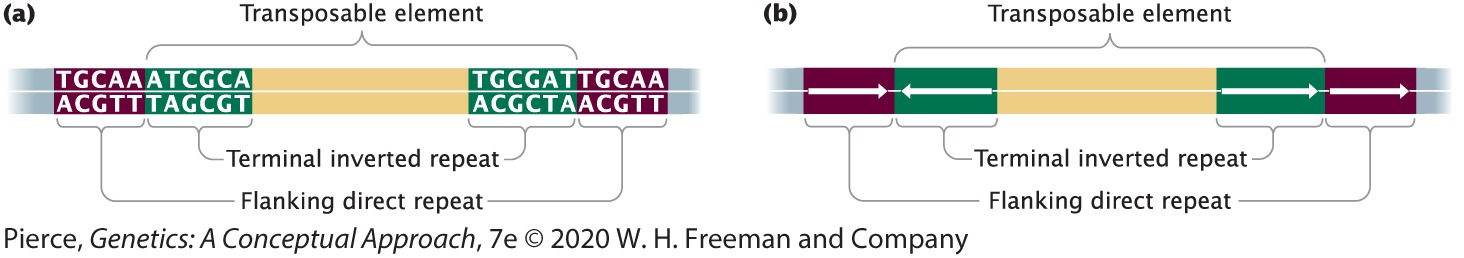 (a)
Transposable element
TGCAA ATCGCA TGCGAT TGCAA
ACGTT TAGCGT ACGCTA ACGTT
Terminal inverted repeat
Flanking direct repeat
(b)
Transposable element
Terminal inverted repeat
Flanking direct repeat
Pierce, Genetics: A Conceptual Approach, 7e © 2020 W. H. Freeman and Company